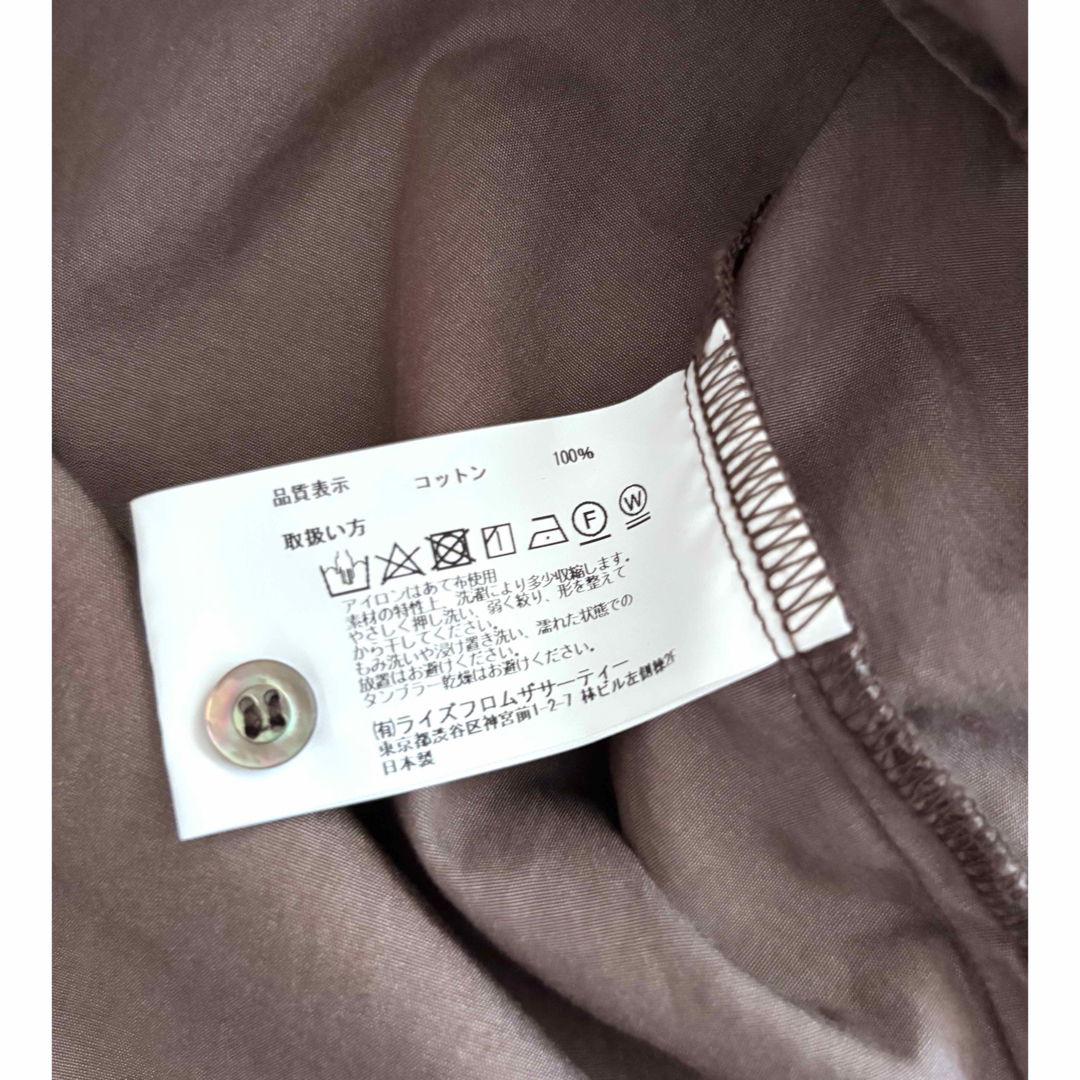 品質表示 コットン 100%
取扱い方
F W
アイロンはあて布使用
素材の特性上、洗濯により多少収縮します。
やさしく押し洗い、弱く絞り、形を整えて
から干してください。
もみ洗いや浸け置き洗い、濡れた状態での
放置はお避けください。
タンブラー乾燥はお避けください。
(有)ライズフロムザサーティー
東京都渋谷区神宮前1-2-7 林ビル左側棟2F
日本製